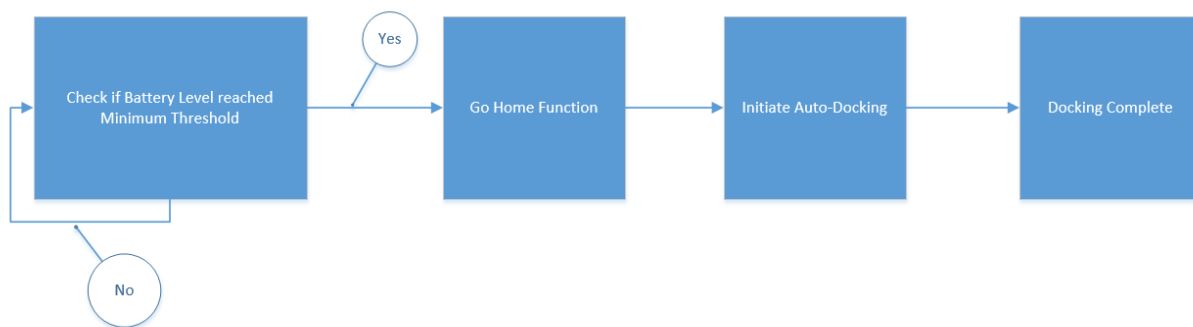 Yes
Check if Battery Level reached
Minimum Threshold
Go Home Function
Initiate Auto-Docking
Docking Complete
No